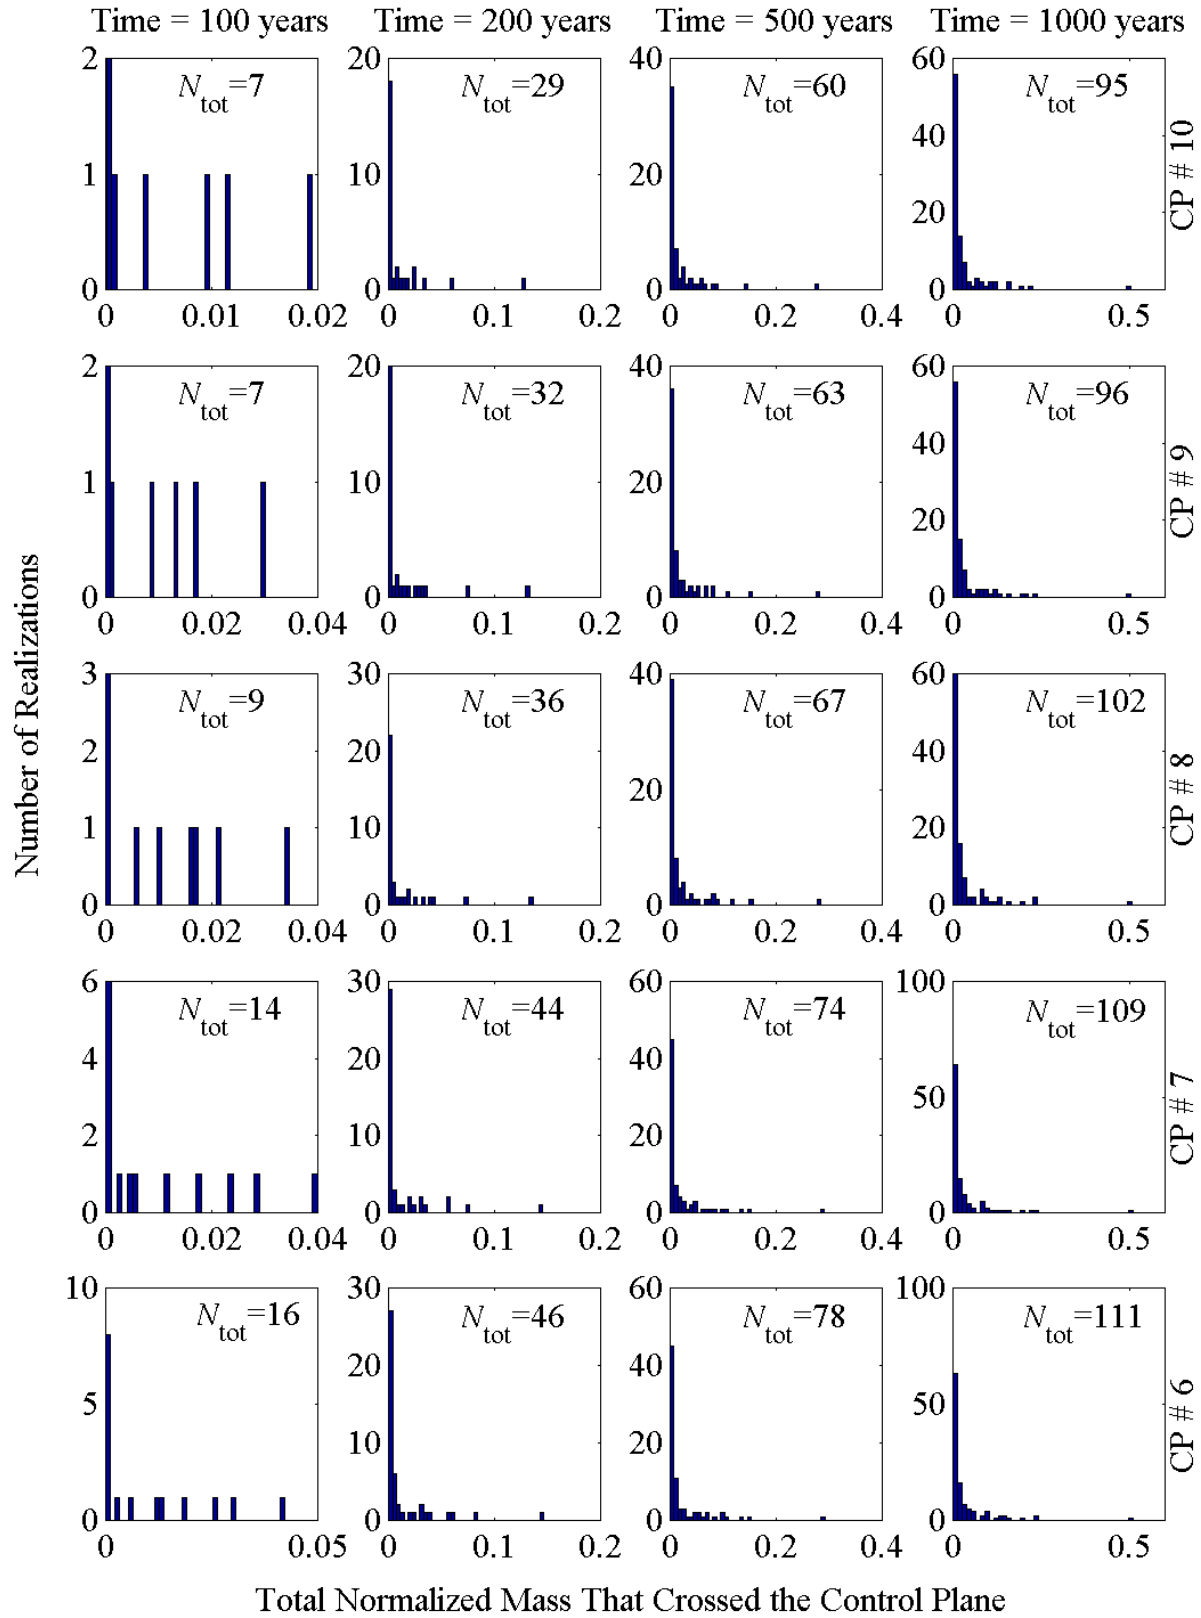 Time = 100 years Time = 200 years Time = 500 years Time = 1000 years
2 20 40 60
N_tot=7 N_tot=29 N_tot=60 N_tot=95
40
1 10 20
20
0 0 0 0
0 0.01 0.02 0 0.1 0.2 0 0.2 0.4 0 0.5
CP # 10
2 20 40 60
N_tot=7 N_tot=32 N_tot=63 N_tot=96
40
1 10 20
20
0 0 0 0
0 0.02 0.04 0 0.1 0.2 0 0.2 0.4 0 0.5
CP # 9
Number of Realizations
3 30 40 60
N_tot=9 N_tot=36 N_tot=67 N_tot=102
2 20 40
20
1 10 20
0 0 0 0
0 0.02 0.04 0 0.1 0.2 0 0.2 0.4 0 0.5
CP # 8
6 30 60 100
N_tot=14 N_tot=44 N_tot=74 N_tot=109
4 20 40
50
2 10 20
0 0 0 0
0 0.02 0.04 0 0.1 0.2 0 0.2 0.4 0 0.5
CP # 7
10 30 60 100
N_tot=16 N_tot=46 N_tot=78 N_tot=111
20 40
5 50
10 20
0 0 0 0
0 0.05 0 0.1 0.2 0 0.2 0.4 0 0.5
CP # 6
Total Normalized Mass That Crossed the Control Plane